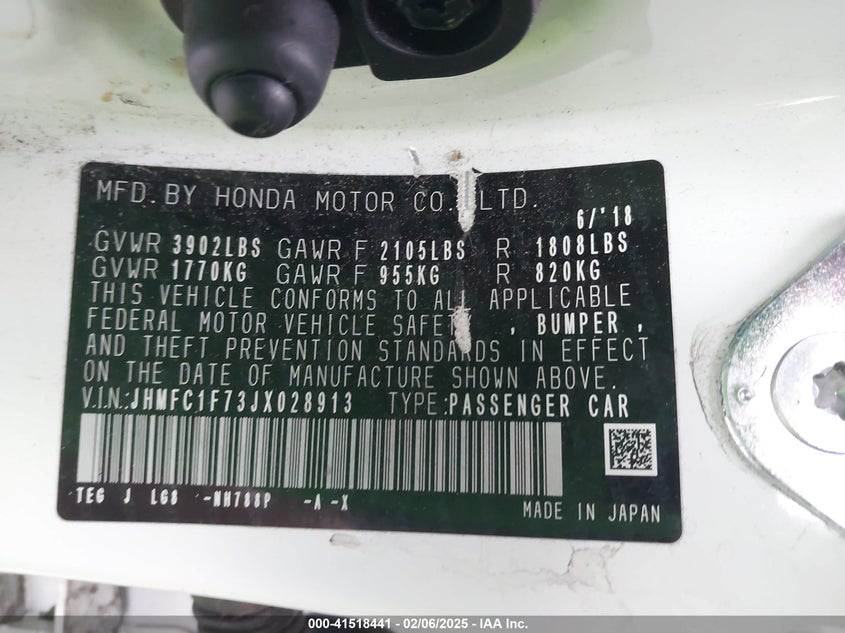 MFD. BY HONDA MOTOR CO. LTD.
6/'18
GVWR 3902LBS GAWR F 2105LBS R 1808LBS
GVWR 1770KG GAWR F 955KG R 820KG
THIS VEHICLE CONFORMS TO ALL APPLICABLE
FEDERAL MOTOR VEHICLE SAFETY , BUMPER ,
AND THEFT PREVENTION STANDARDS IN EFFECT
ON THE DATE OF MANUFACTURE SHOWN ABOVE.
V.I.N.:JHMFC1F73JX028913 TYPE:PASSENGER CAR
TEG J LG8 -NH788P -A -X
MADE IN JAPAN
000-41518441 - 02/06/2025 - IAA Inc.